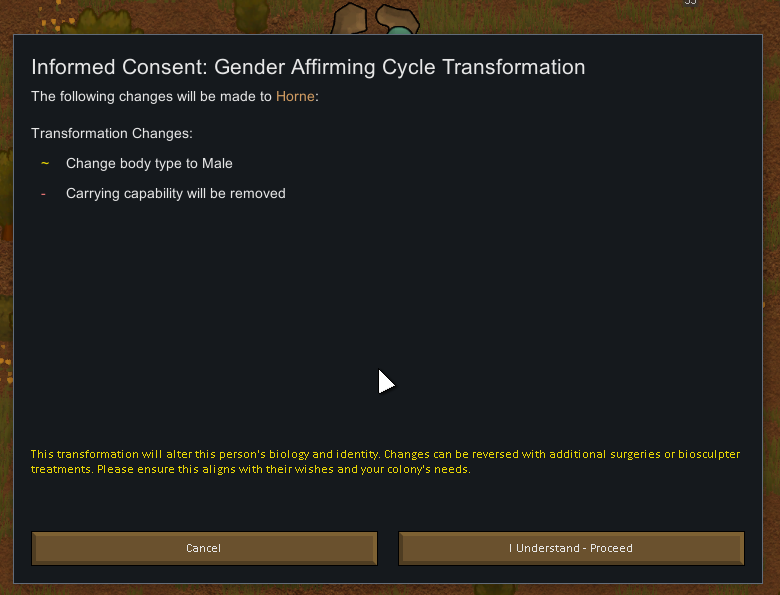 Informed Consent: Gender Affirming Cycle Transformation
The following changes will be made to Horne:
Transformation Changes:
~ Change body type to Male
- Carrying capability will be removed
This transformation will alter this person's biology and identity. Changes can be reversed with additional surgeries or biosculpter
treatments. Please ensure this aligns with their wishes and your colony's needs.
Cancel
I Understand - Proceed